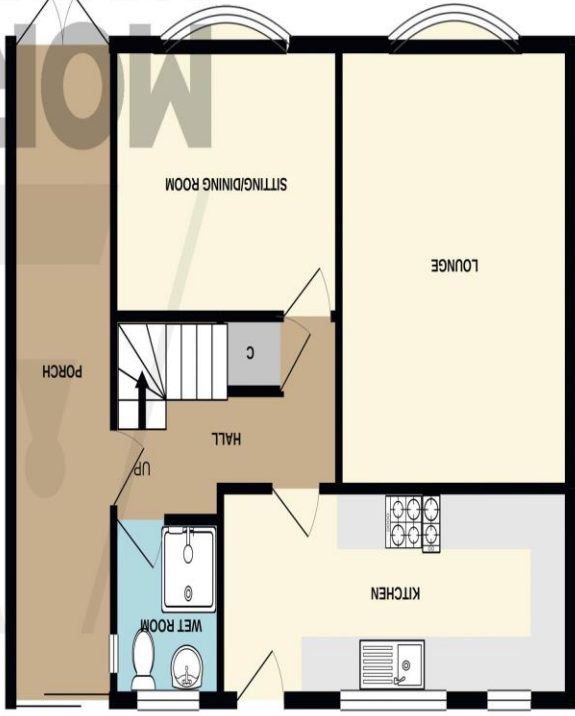 KITCHEN
WET ROOM
UP
HALL
C
PORCH
LOUNGE
SITTING/DINING ROOM